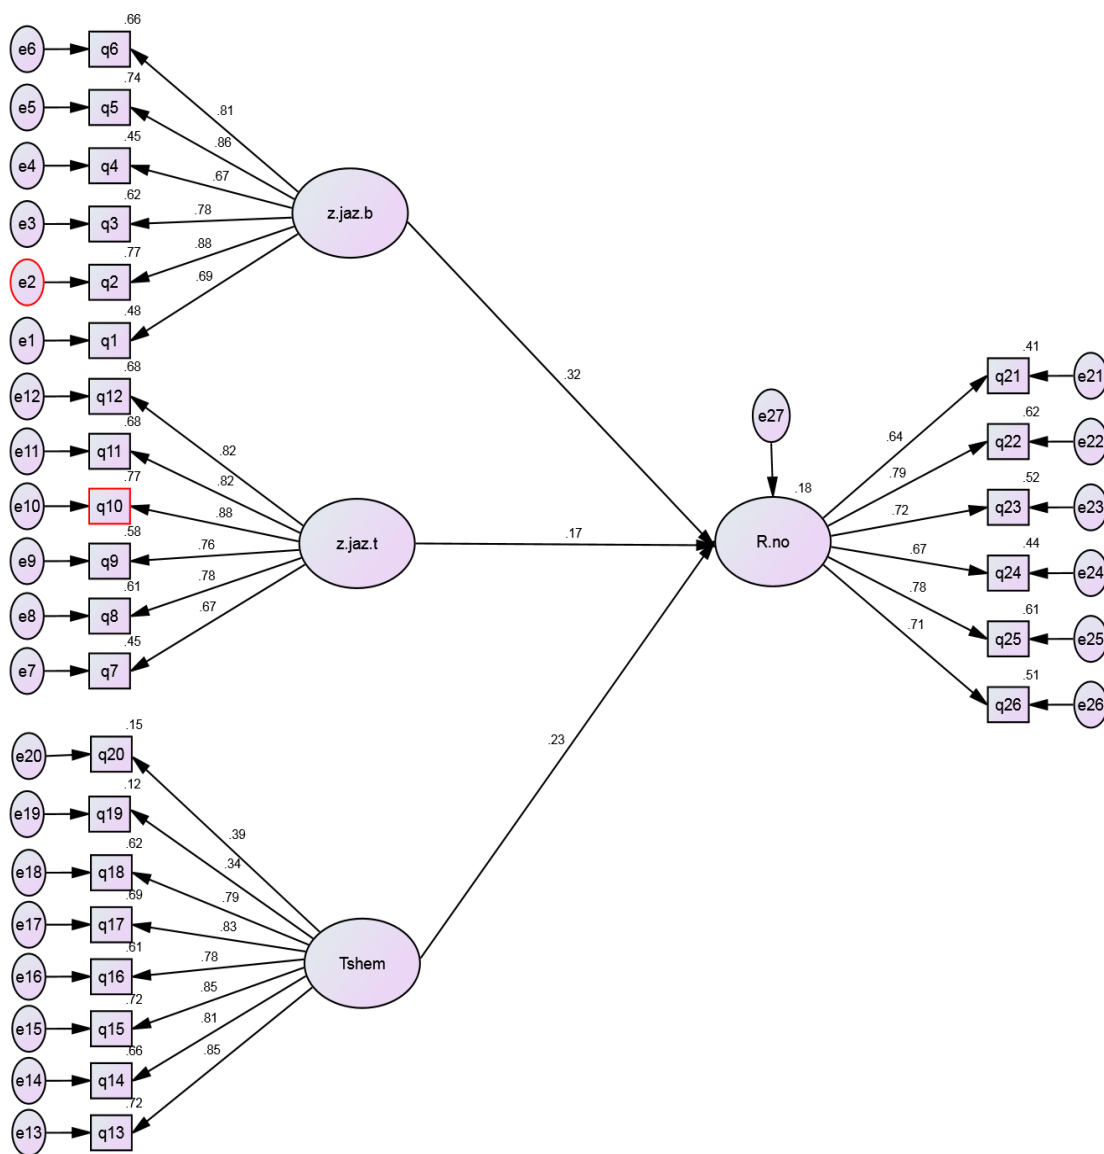 .66
e6 q6
.81
.74
e5 q5
.86
.45
e4 q4
.67
.62
e3 q3
.78
.77
e2 q2
.88
.48
e1 q1
.69
z.jaz.b
.32
.68
e12 q12
.82
.68
e11 q11
.82
.77
e10 q10
.88
.58
e9 q9
.76
.61
e8 q8
.78
.45
e7 q7
.67
z.jaz.t
.17
.15
e20 q20
.39
.12
e19 q19
.34
.62
e18 q18
.79
.69
e17 q17
.83
.61
e16 q16
.78
.72
e15 q15
.85
.66
e14 q14
.81
.72
e13 q13
.85
Tshem
.23
e27
.18
R.no
.41
.64
q21 e21
.62
.79
q22 e22
.52
.72
q23 e23
.44
.67
q24 e24
.61
.78
q25 e25
.51
.71
q26 e26